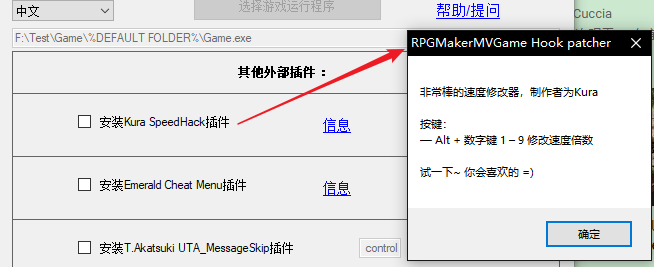 中文
选择游戏运行程序
帮助/提问
Cuccia
F:\Test\Game\%DEFAULT FOLDER%\Game.exe
RPGMakerMVGame Hook patcher
其他外部插件：
非常棒的速度修改器，制作者为Kura
安装Kura SpeedHack插件
信息
按键：
— Alt + 数字键 1 – 9 修改速度倍数
试一下~ 你会喜欢的 =)
安装Emerald Cheat Menu插件
信息
确定
安装T.Akatsuki UTA_MessageSkip插件
control